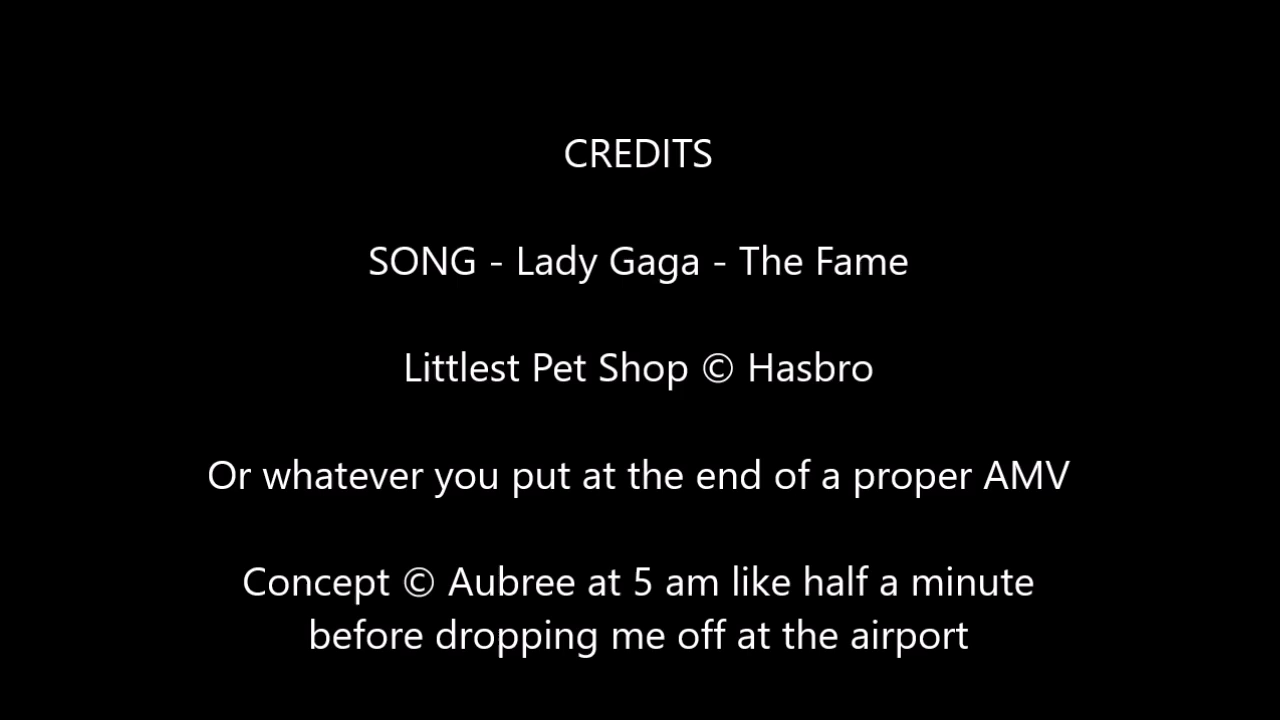 CREDITS
SONG - Lady Gaga - The Fame
Littlest Pet Shop © Hasbro
Or whatever you put at the end of a proper AMV
Concept © Aubree at 5 am like half a minute
before dropping me off at the airport